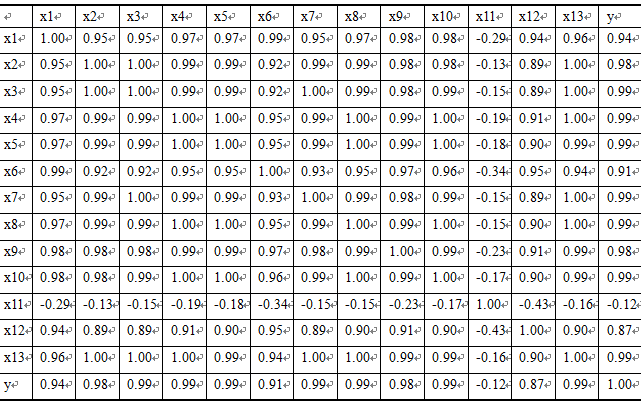 x1 x2 x3 x4 x5 x6 x7 x8 x9 x10 x11 x12 x13 y
x1 1.00 0.95 0.95 0.97 0.97 0.99 0.95 0.97 0.98 0.98 -0.29 0.94 0.96 0.94
x2 0.95 1.00 1.00 0.99 0.99 0.92 0.99 0.99 0.98 0.98 -0.13 0.89 1.00 0.98
x3 0.95 1.00 1.00 0.99 0.99 0.92 1.00 0.99 0.98 0.99 -0.15 0.89 1.00 0.99
x4 0.97 0.99 0.99 1.00 1.00 0.95 0.99 1.00 0.99 1.00 -0.19 0.91 1.00 0.99
x5 0.97 0.99 0.99 1.00 1.00 0.95 0.99 1.00 0.99 1.00 -0.18 0.90 0.99 0.99
x6 0.99 0.92 0.92 0.95 0.95 1.00 0.93 0.95 0.97 0.96 -0.34 0.95 0.94 0.91
x7 0.95 0.99 1.00 0.99 0.99 0.93 1.00 0.99 0.98 0.99 -0.15 0.89 1.00 0.99
x8 0.97 0.99 0.99 1.00 1.00 0.95 0.99 1.00 0.99 1.00 -0.15 0.90 1.00 0.99
x9 0.98 0.98 0.98 0.99 0.99 0.97 0.98 0.99 1.00 0.99 -0.23 0.91 0.99 0.98
x10 0.98 0.98 0.99 1.00 1.00 0.96 0.99 1.00 0.99 1.00 -0.17 0.90 0.99 0.99
x11 -0.29 -0.13 -0.15 -0.19 -0.18 -0.34 -0.15 -0.15 -0.23 -0.17 1.00 -0.43 -0.16 -0.12
x12 0.94 0.89 0.89 0.91 0.90 0.95 0.89 0.90 0.91 0.90 -0.43 1.00 0.90 0.87
x13 0.96 1.00 1.00 1.00 0.99 0.94 1.00 1.00 0.99 0.99 -0.16 0.90 1.00 0.99
y 0.94 0.98 0.99 0.99 0.99 0.91 0.99 0.99 0.98 0.99 -0.12 0.87 0.99 1.00